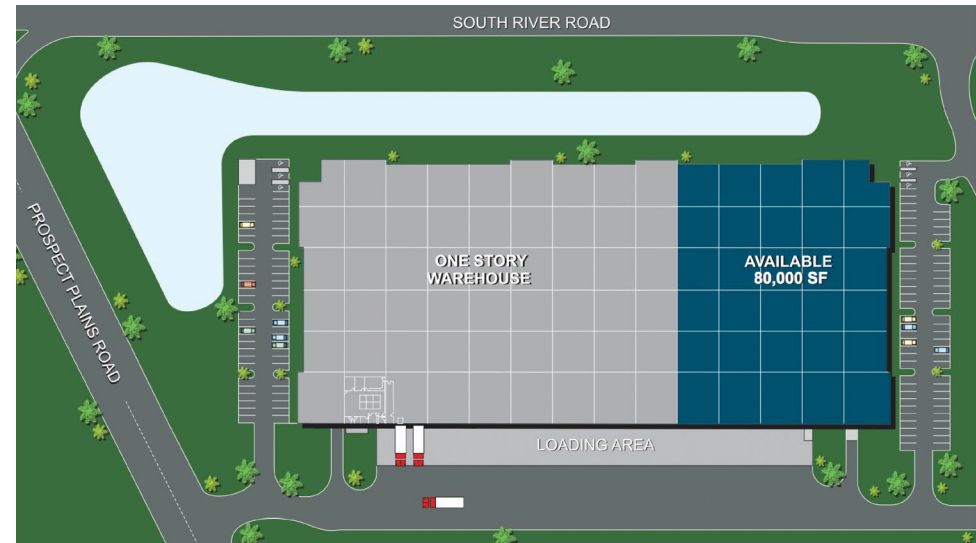 SOUTH RIVER ROAD
PROSPECT PLAINS ROAD
ONE STORY
WAREHOUSE
AVAILABLE
80,000 SF
LOADING AREA